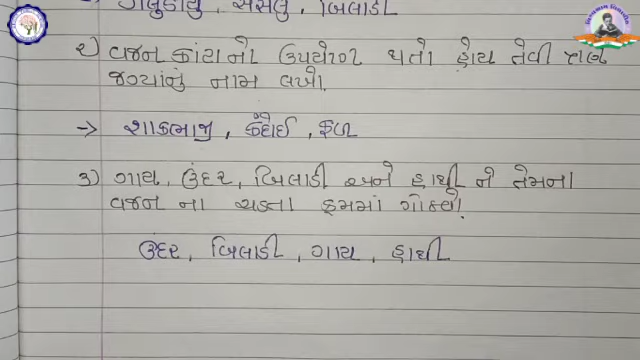 ગલુડીયું, સસલું, બિલાડી
૨) વજન કાંટા નો ઉપયોગ થતો હોય તેવી ત્રણ
જગ્યાનું નામ લખો.
→ શાકભાજી, કંદોઈ, ફળ
૩) ગાય, ઉંદર, બિલાડી અને હાથી ને તેમના
વજન ના ચડતા ક્રમમાં ગોઠવો.
ઉંદર, બિલાડી, ગાય, હાથી